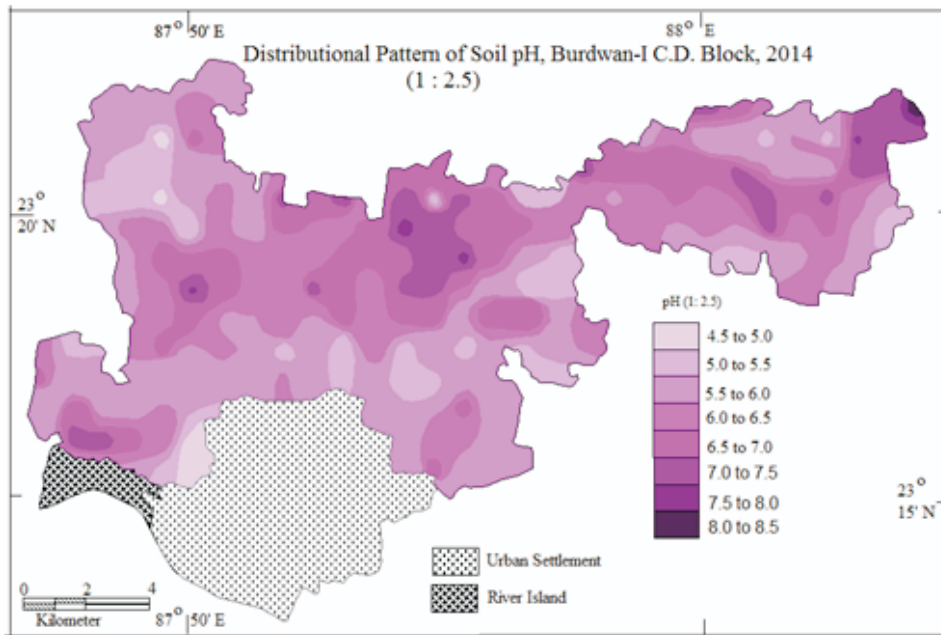 87° 50' E
88° E
Distributional Pattern of Soil pH, Burdwan-I C.D. Block, 2014
(1 : 2.5)
23°
20' N
pH (1: 2.5)
4.5 to 5.0
5.0 to 5.5
5.5 to 6.0
6.0 to 6.5
6.5 to 7.0
7.0 to 7.5
7.5 to 8.0
8.0 to 8.5
23°
15' N
Urban Settlement
River Island
0 2 4
Kilometer
87° 50' E
88° E